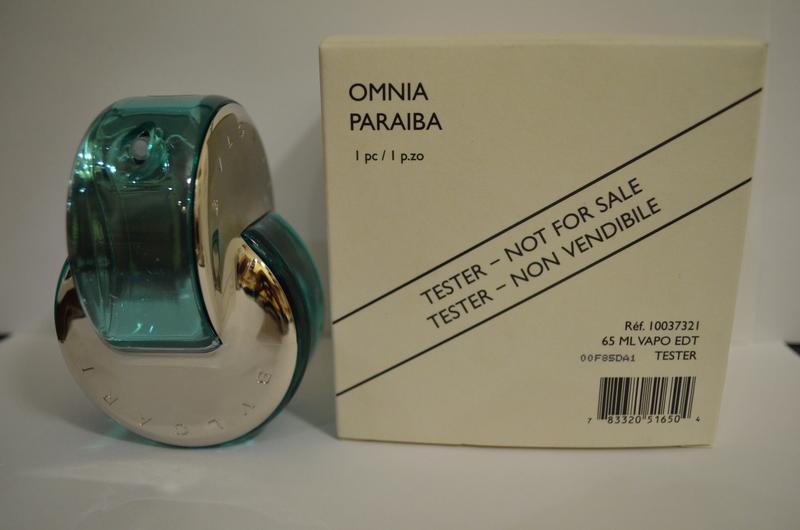 OMNIA
PARAIBA
1 pc / 1 p.zo
TESTER – NOT FOR SALE
TESTER – NON VENDIBILE
Réf. 10037321
65 ML VAPO EDT
00F85DA1 TESTER
7 83320 51650 4
BVLGARI